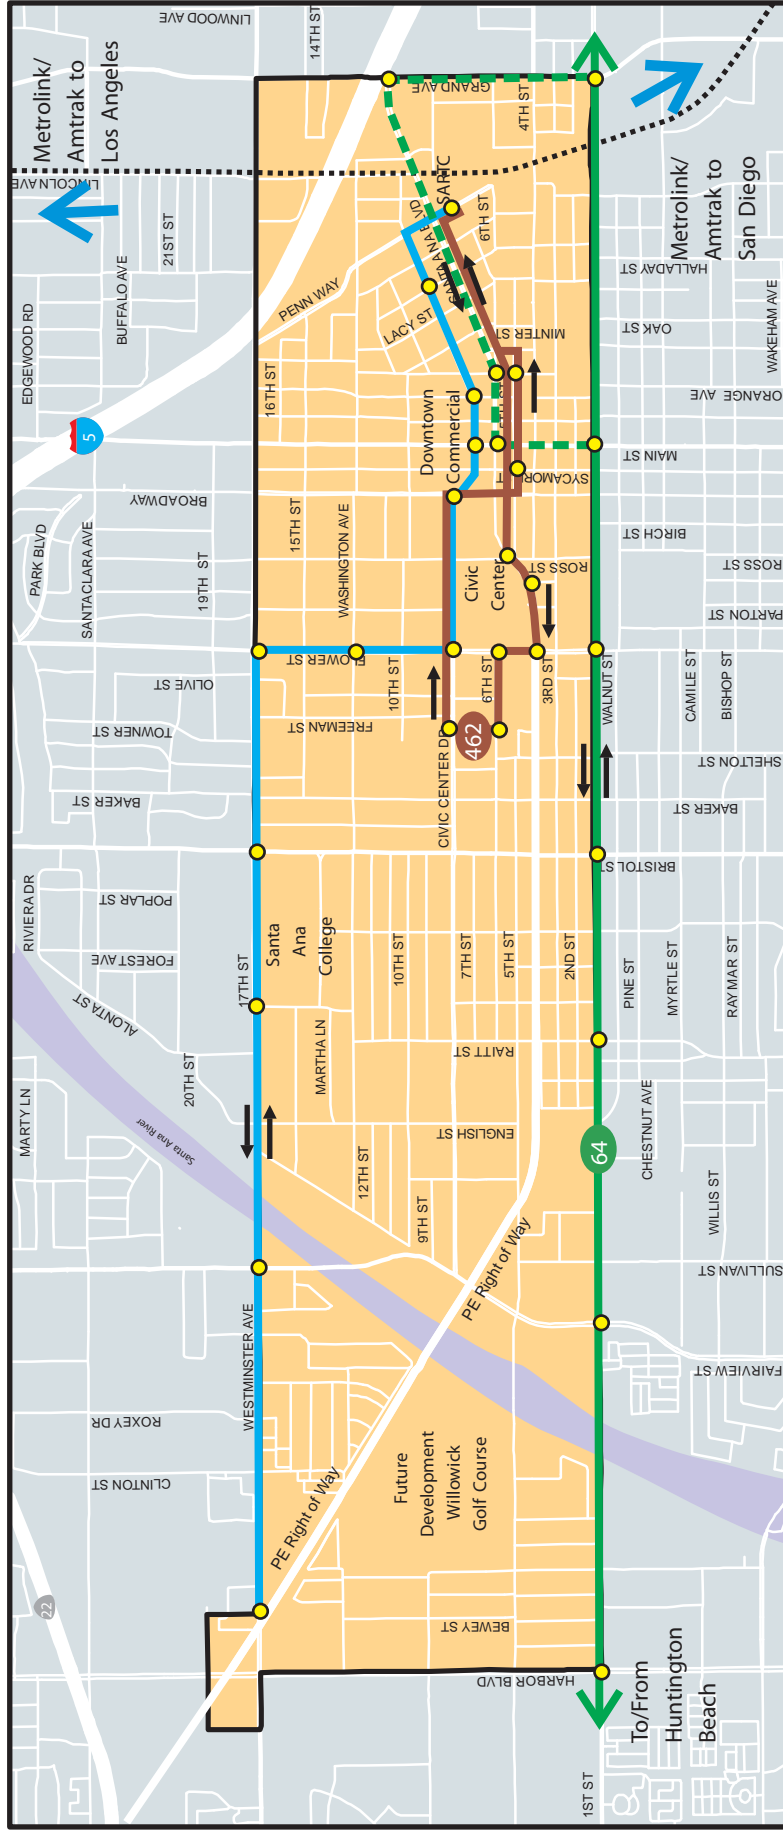 LINWOOD AVE
14TH ST
Metrolink/
Amtrak to
Los Angeles
GRAND AVE
4TH ST
LINCOLN AVE
21ST ST
BUFFALO AVE
EDGEWOOD RD
SARTC
SANTA ANA BLVD
6TH ST
PENN WAY
LACY ST
MINTER ST
Metrolink/
Amtrak to
San Diego
HALLADAY ST
OAK ST
WAKEHAM AVE
ORANGE AVE
16TH ST
5
Downtown
Commercial
5TH ST
MAIN ST
BROADWAY
PARK BLVD
SANTA CLARA AVE
19TH ST
15TH ST
WASHINGTON AVE
SYCAMORE ST
BIRCH ST
ROSS ST
Civic
Center
ROSS ST
PARTON ST
FLOWER ST
OLIVE ST
TOWNER ST
FREEMAN ST
10TH ST
6TH ST
3RD ST
WALNUT ST
CAMILE ST
BISHOP ST
462
CIVIC CENTER DR
SHELTON ST
BAKER ST
BAKER ST
BRISTOL ST
RIVIERA DR
POPLAR ST
FOREST AVE
ALONTA ST
17TH ST
Santa
Ana
College
10TH ST
7TH ST
5TH ST
2ND ST
PINE ST
MYRTLE ST
RAYMAR ST
MARTY LN
20TH ST
MARTHA LN
RAITT ST
Santa Ana River
ENGLISH ST
12TH ST
9TH ST
64
CHESTNUT AVE
WILLIS ST
SULLIVAN ST
PE Right of Way
FAIRVIEW ST
WESTMINSTER AVE
ROXEY DR
CLINTON ST
Future
Development
Willowick
Golf Course
PE Right of Way
22
BEWEY ST
HARBOR BLVD
To/From
Huntington
Beach
1ST ST